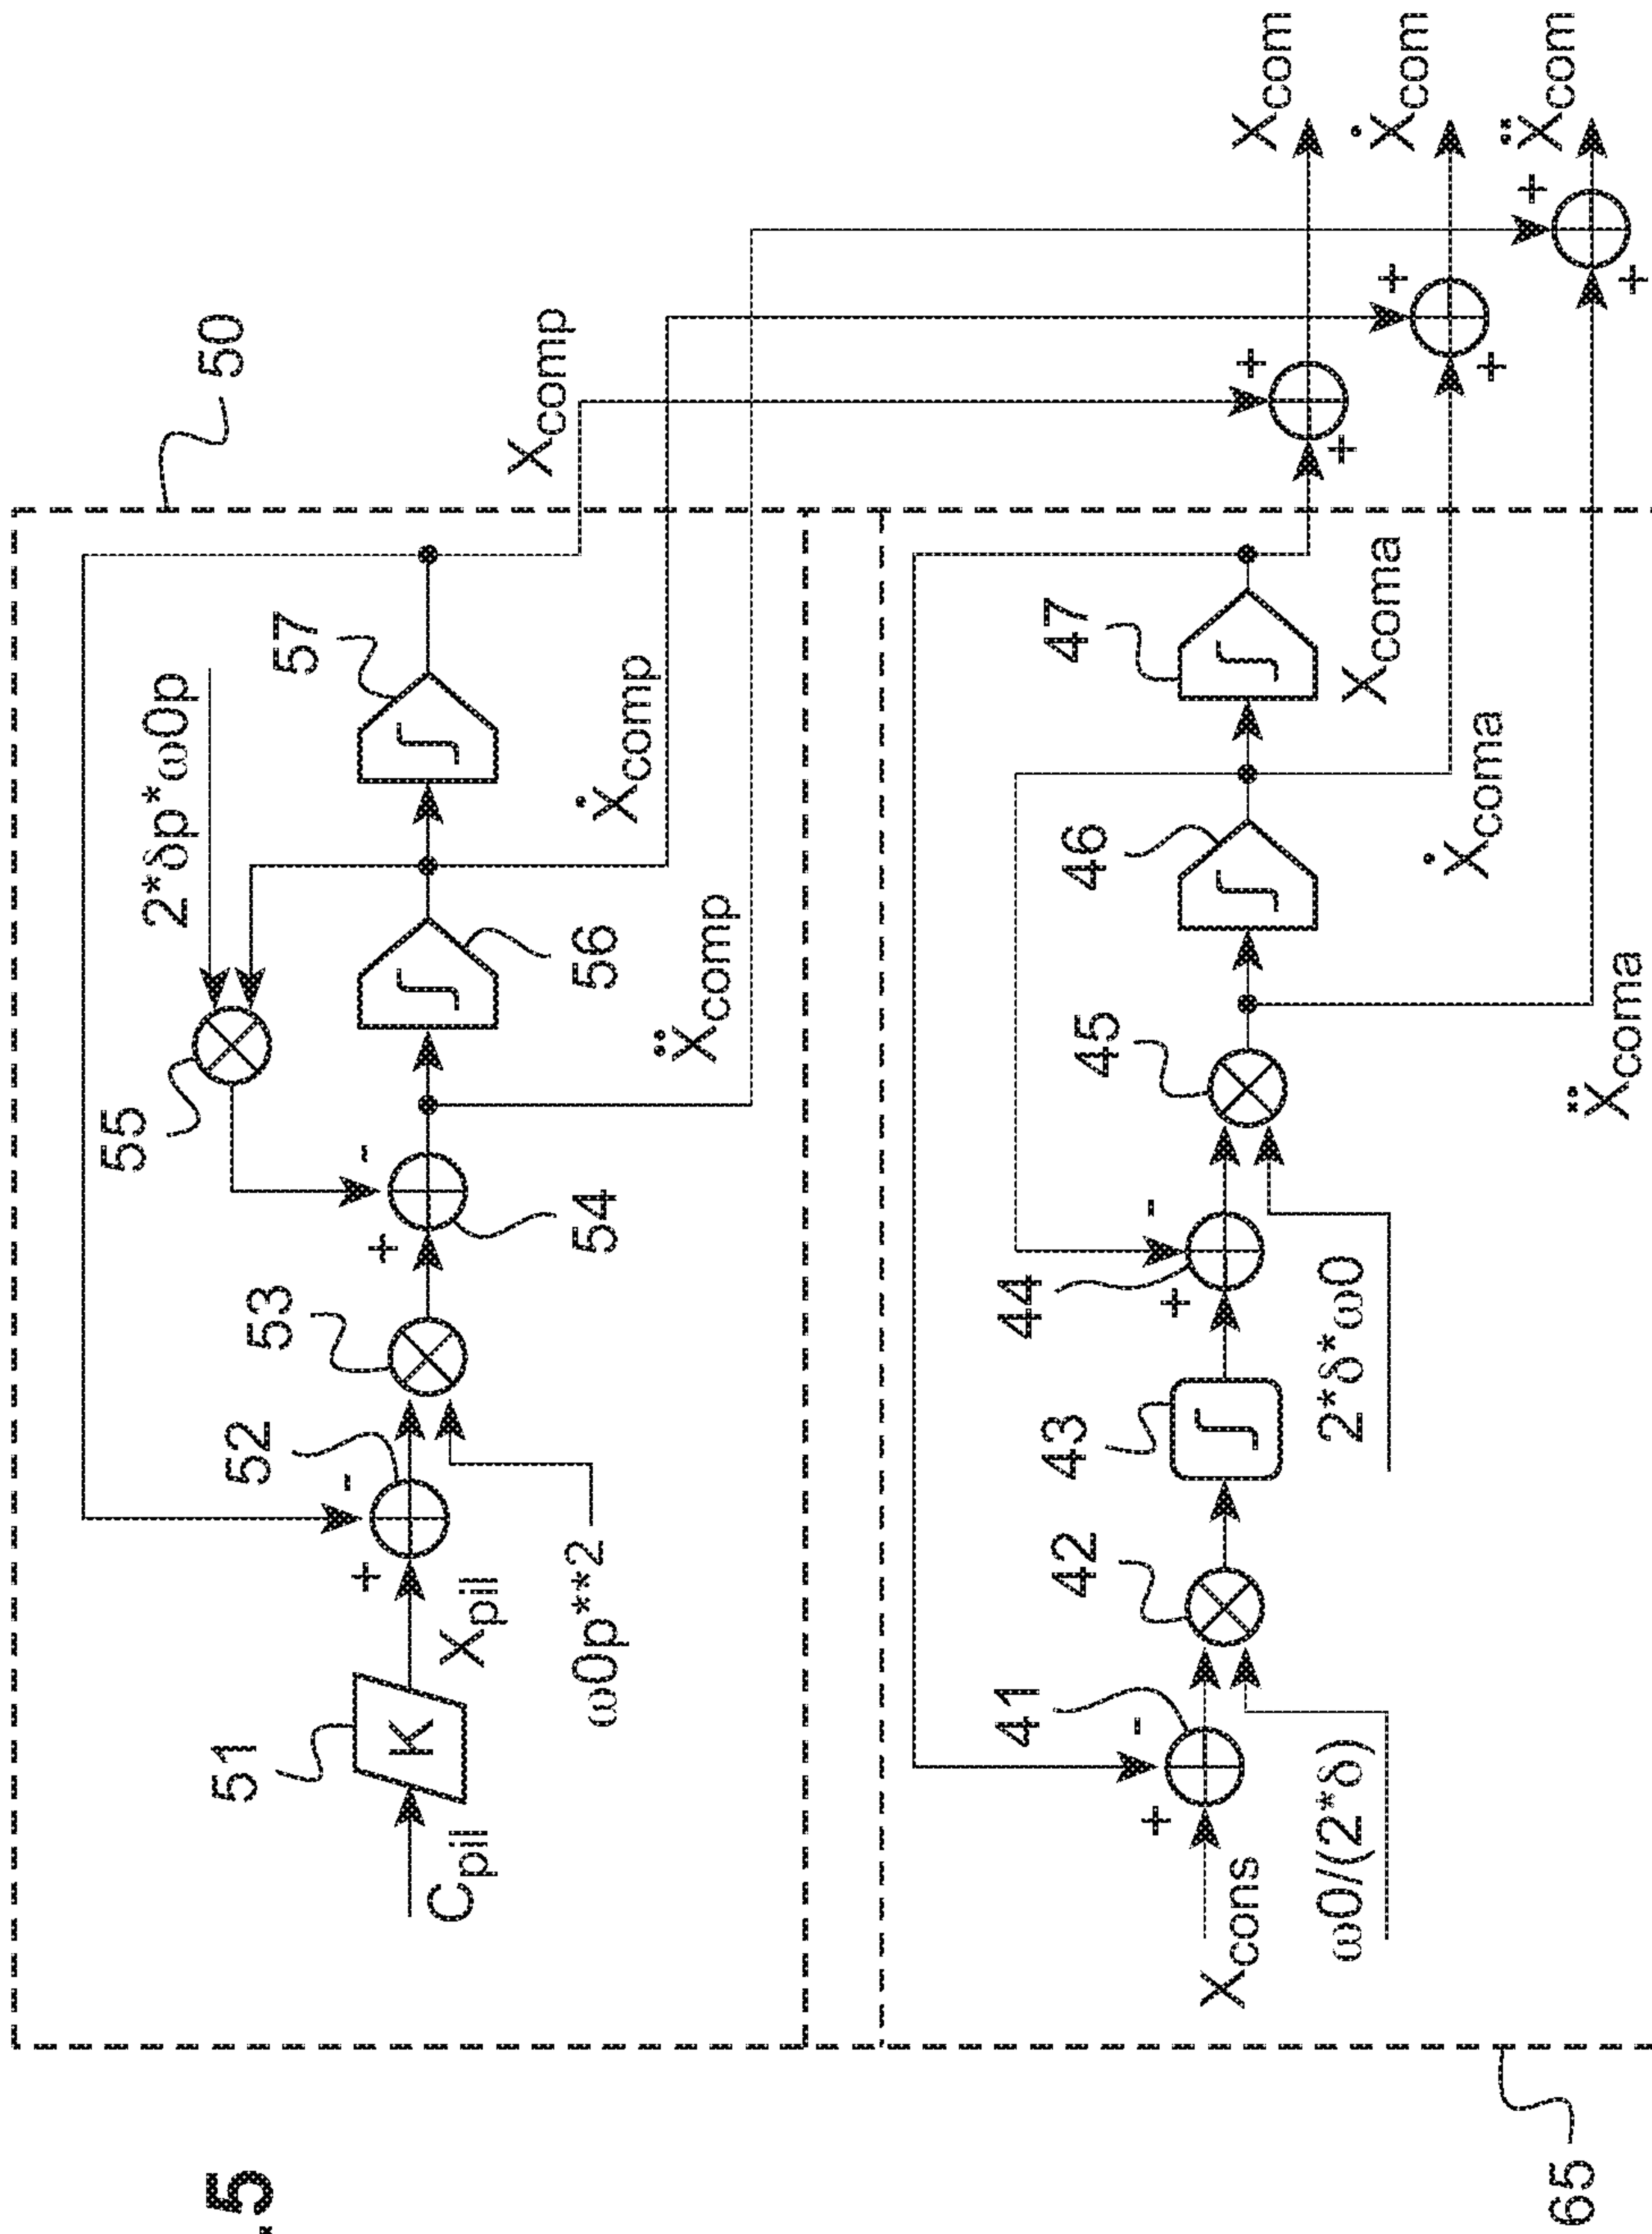 .5
50
2*δp*ω0p
55
57
Xcomp
51
K
Cpil
Xpil
+
52
-
53
+
-
54
56
ω0p**2
Ẋcomp
Ẍcomp
41
-
+
Xcons
42
43
44
-
+
45
46
47
ω0/(2*δ)
2*δ*ω0
Xcoma
Ẋcoma
Ẍcoma
+
+
Xcom
+
+
Ẋcom
+
+
Ẍcom
65